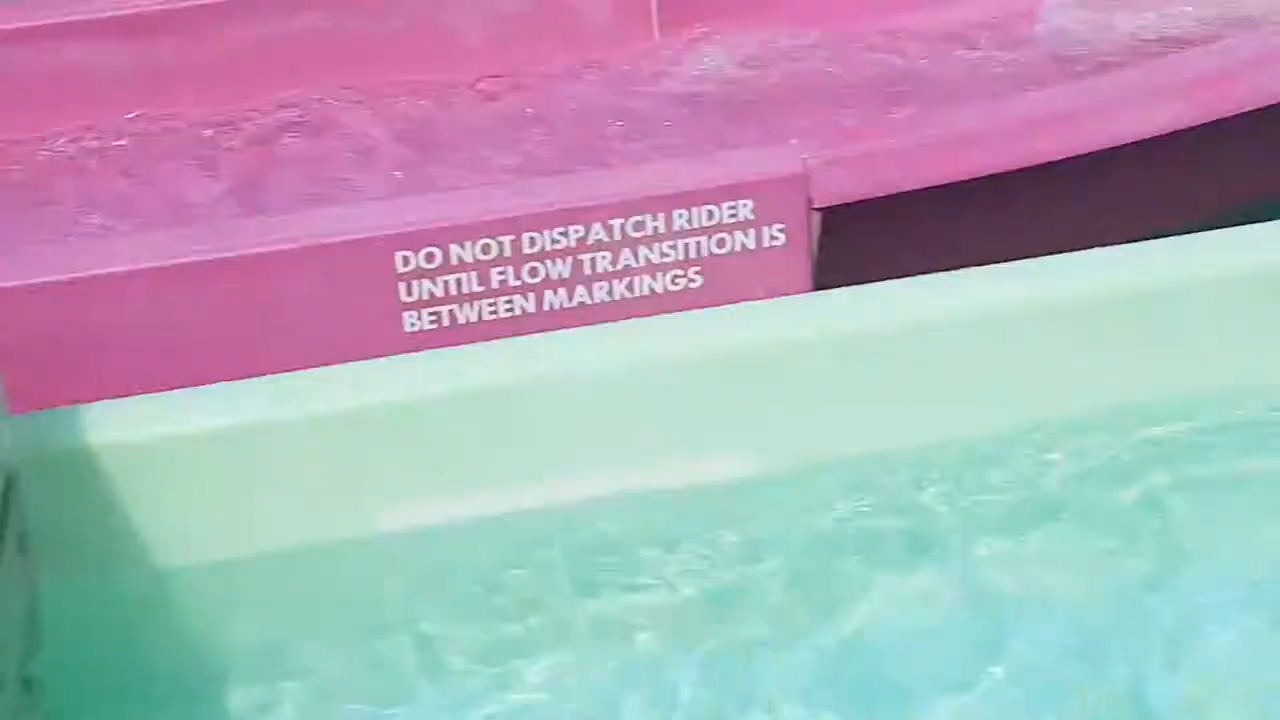 DO NOT DISPATCH RIDER
UNTIL FLOW TRANSITION IS
BETWEEN MARKINGS